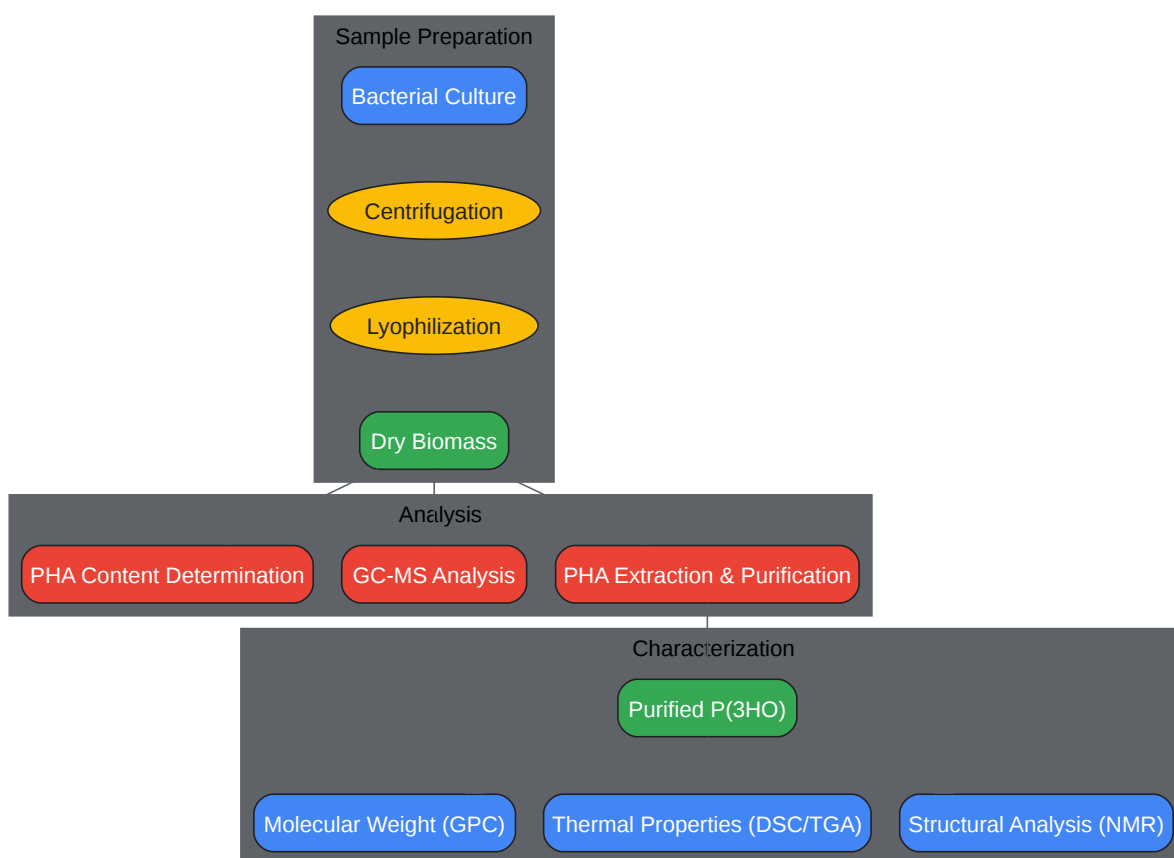 Sample Preparation
Bacterial Culture
Centrifugation
Lyophilization
Dry Biomass
Analysis
PHA Content Determination
GC-MS Analysis
PHA Extraction & Purification
Characterization
Purified P(3HO)
Molecular Weight (GPC)
Thermal Properties (DSC/TGA)
Structural Analysis (NMR)